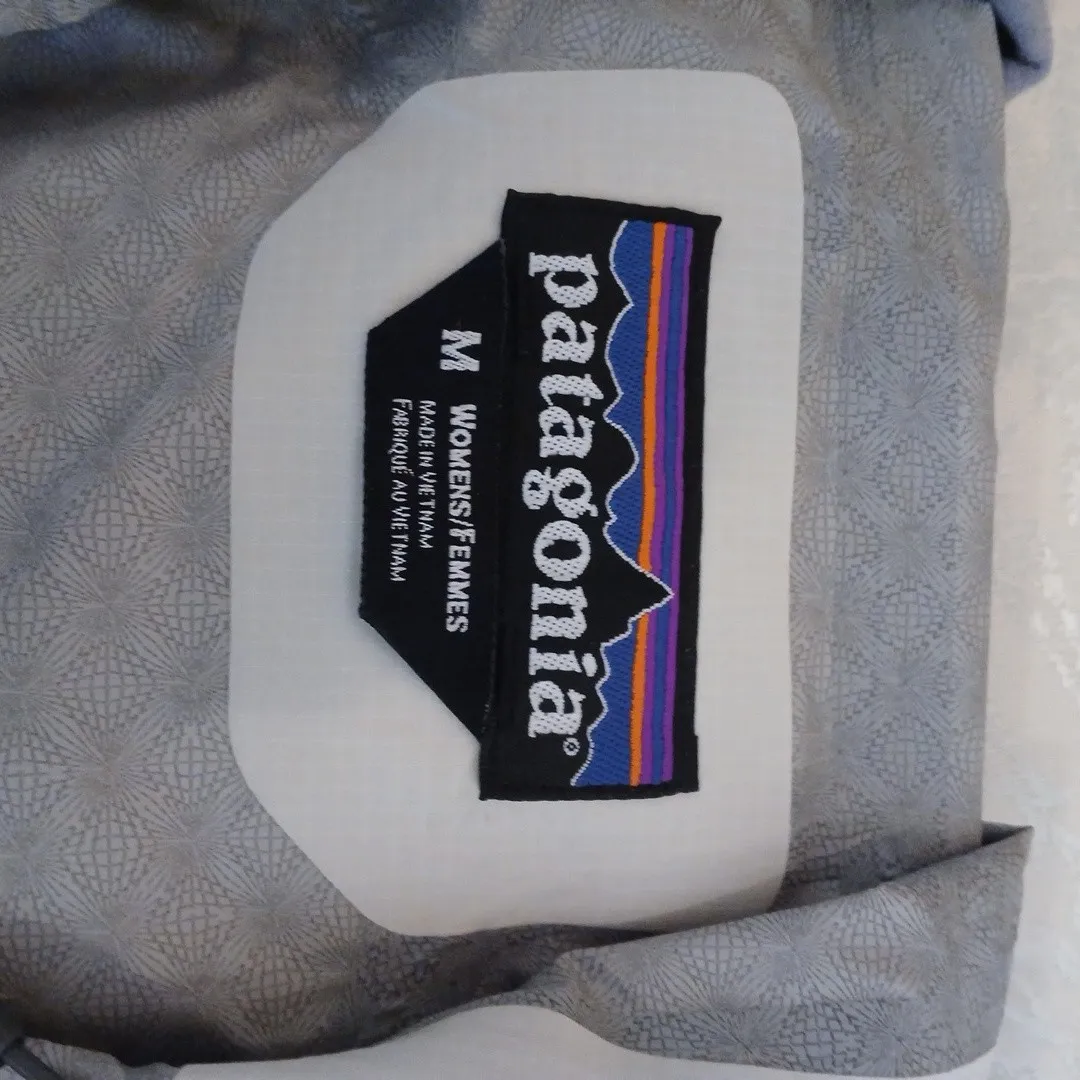 patagonia®
M WOMENS/FEMMES
MADE IN VIETNAM
FABRIQUÉ AU VIETNAM